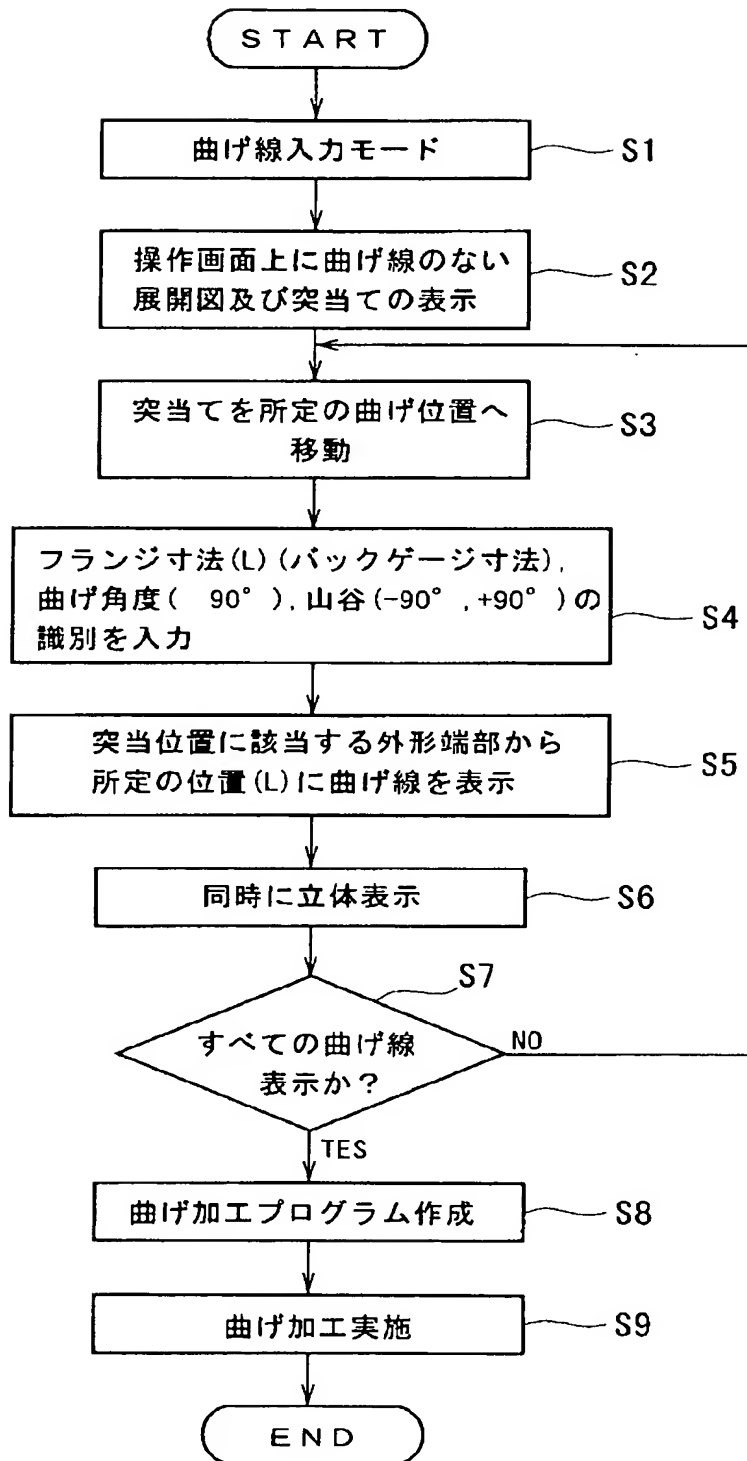 START
曲げ線入力モード
S1
操作画面上に曲げ線のない
展開図及び突当ての表示
S2
突当てを所定の曲げ位置へ
移動
S3
フランジ寸法(L)(バックゲージ寸法),
曲げ角度( 90°),山谷(-90°,+90°)の
識別を入力
S4
突当位置に該当する外形端部から
所定の位置(L)に曲げ線を表示
S5
同時に立体表示
S6
S7
すべての曲げ線
表示か?
NO
TES
曲げ加工プログラム作成
S8
曲げ加工実施
S9
END